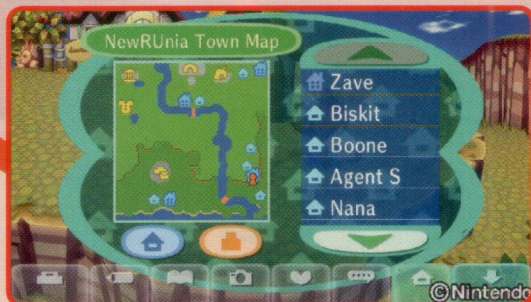 NewRUnia Town Map
Zave
Biskit
Boone
Agent S
Nana
©Nintendo